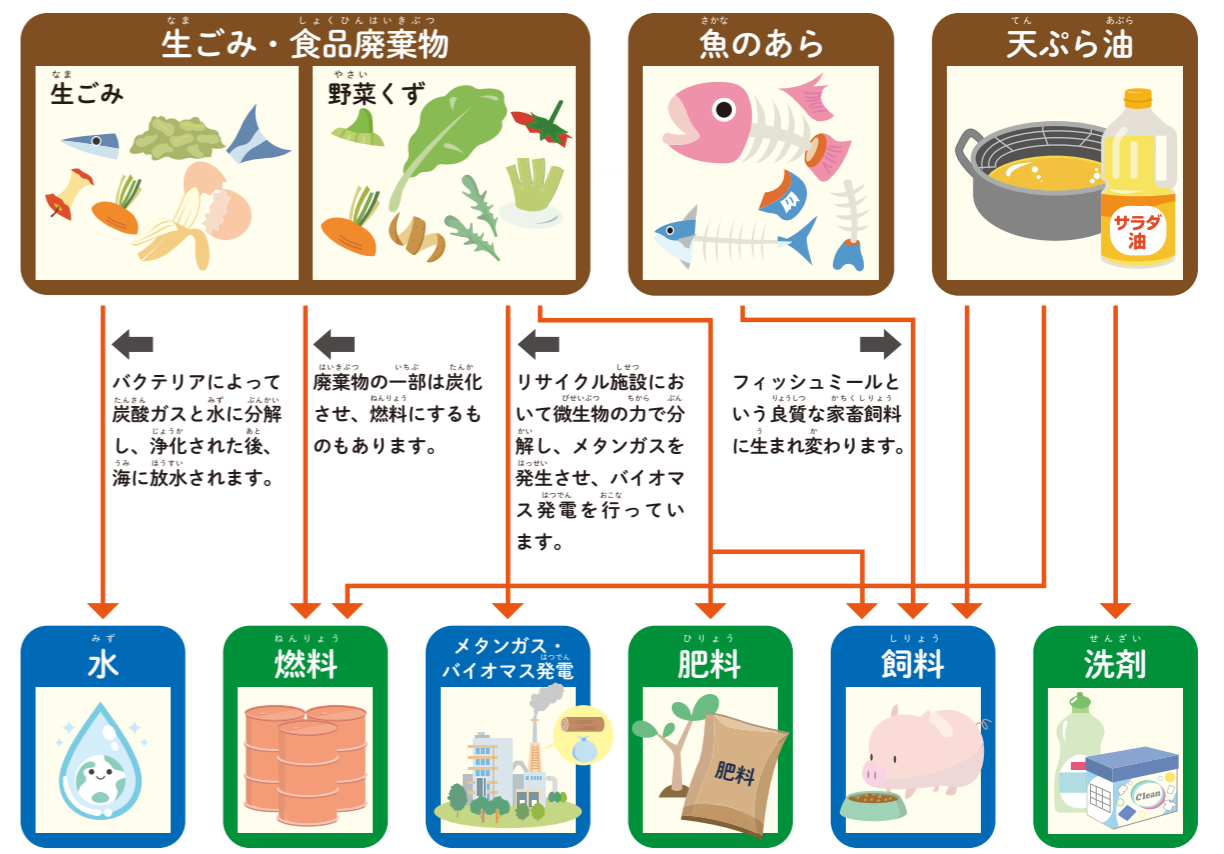 なま しょくひんはいきぶつ
生ごみ・食品廃棄物
なま
生ごみ
やさい
野菜くず
さかな
魚のあら
てん あぶら
天ぷら油
サラダ
油
バクテリアによって
たんさん みず ぶんかい
炭酸ガスと水に分解
じょうか あと
し、浄化された後、
うみ ほうすい
海に放水されます。
はいきぶつ いちぶ たんか
廃棄物の一部は炭化
ねんりょう
させ、燃料にするも
のもあります。
しせつ
リサイクル施設にお
びせいぶつ ちから ぶん
いて微生物の力で分
かい
解し、メタンガスを
はっせい
発生させ、バイオマ
はつでん おこな
ス発電を行ってい
ます。
フィッシュミールと
りょうしつ かちくしりょう
いう良質な家畜飼料
う か
に生まれ変わります。
みず
水
ねんりょう
燃料
メタンガス・
はつでん
バイオマス発電
ひりょう
肥料
肥料
しりょう
飼料
せんざい
洗剤
Clean